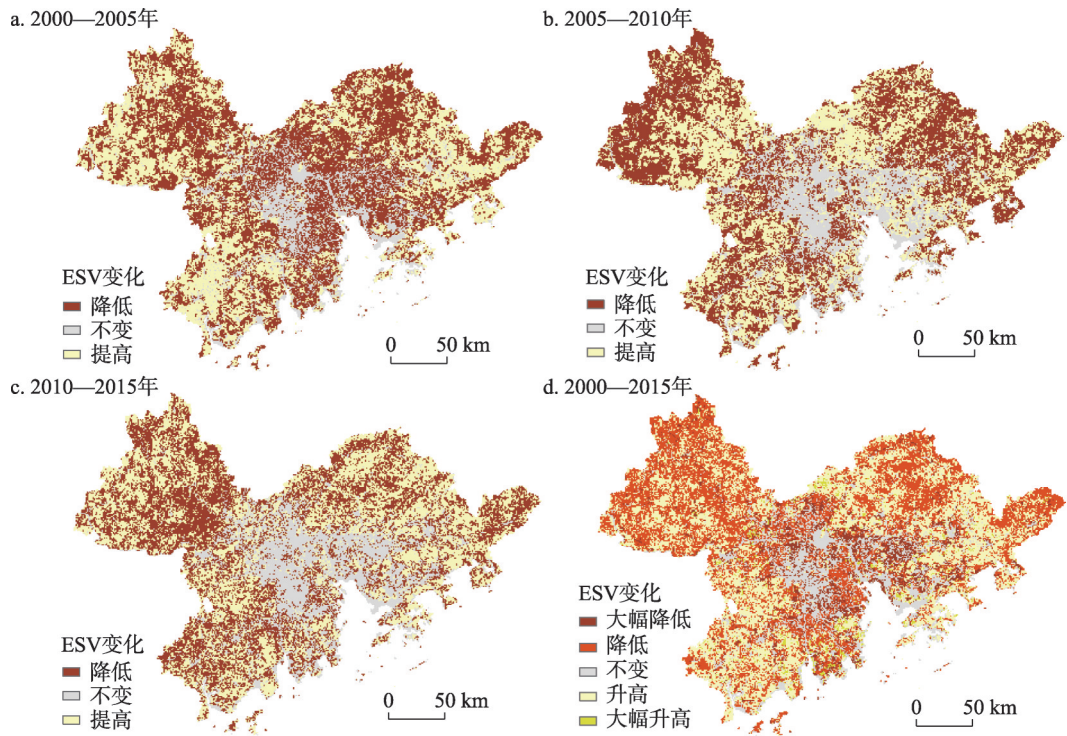 a. 2000—2005年
ESV变化
降低
不变
提高
0 50 km
b. 2005—2010年
ESV变化
降低
不变
提高
0 50 km
c. 2010—2015年
ESV变化
降低
不变
提高
0 50 km
d. 2000—2015年
ESV变化
大幅降低
降低
不变
升高
大幅升高
0 50 km